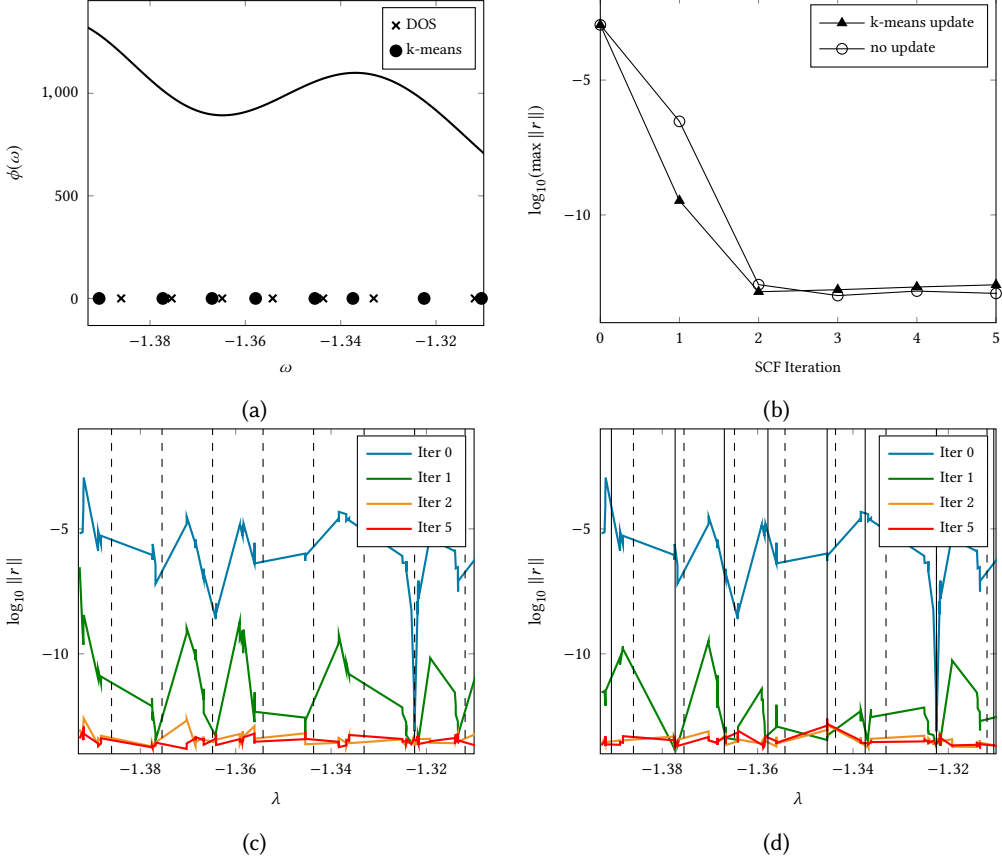 DOS
k-means
1,000
500
0
ϕ(ω)
−1.38
−1.36
−1.34
−1.32
ω
(a)
k-means update
no update
−5
−10
log10(max ||r||)
0
1
2
3
4
5
SCF Iteration
(b)
Iter 0
Iter 1
Iter 2
Iter 5
−5
−10
log10 ||r||
−1.38
−1.36
−1.34
−1.32
λ
(c)
Iter 0
Iter 1
Iter 2
Iter 5
−5
−10
log10 ||r||
−1.38
−1.36
−1.34
−1.32
λ
(d)